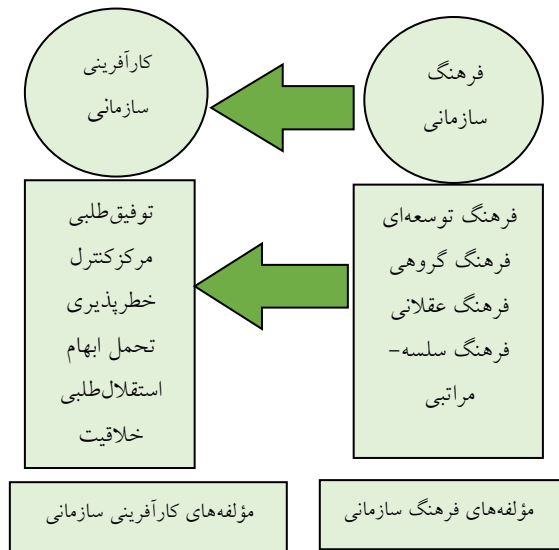 فرهنگ
سازمانی
کارآفرینی
سازمانی
فرهنگ توسعه‌ای
فرهنگ گروهی
فرهنگ عقلانی
فرهنگ سلسه-
مراتبی
توفیق‌طلبی
مرکزکنترل
خطرپذیری
تحمل ابهام
استقلال‌طلبی
خلاقیت
مؤلفه‌های فرهنگ سازمانی
مؤلفه‌های کارآفرینی سازمانی